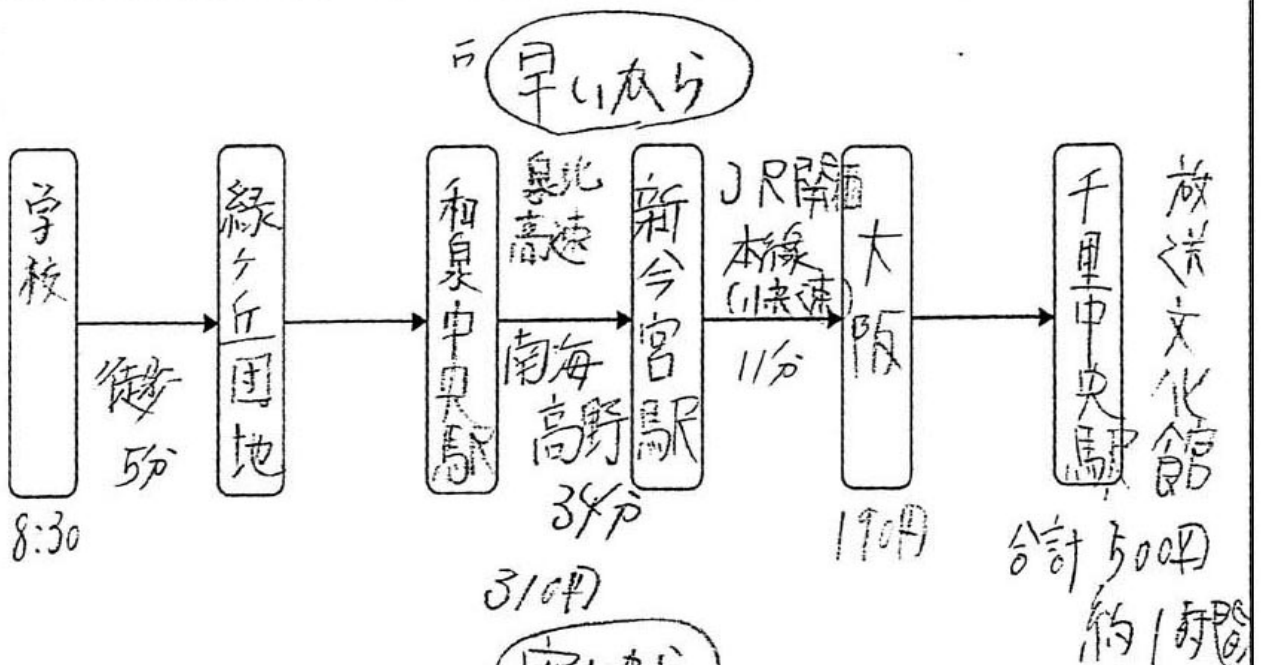 早いから
学校
緑ヶ丘団地
和泉中央駅
泉北
高速
新今宮駅
JR関西
本線
(快速)
大阪
千里中央駅
放送文化館
徒歩
5分
南海
高野
34分
11分
8:30
310円
190円
合計 500円
約1時間